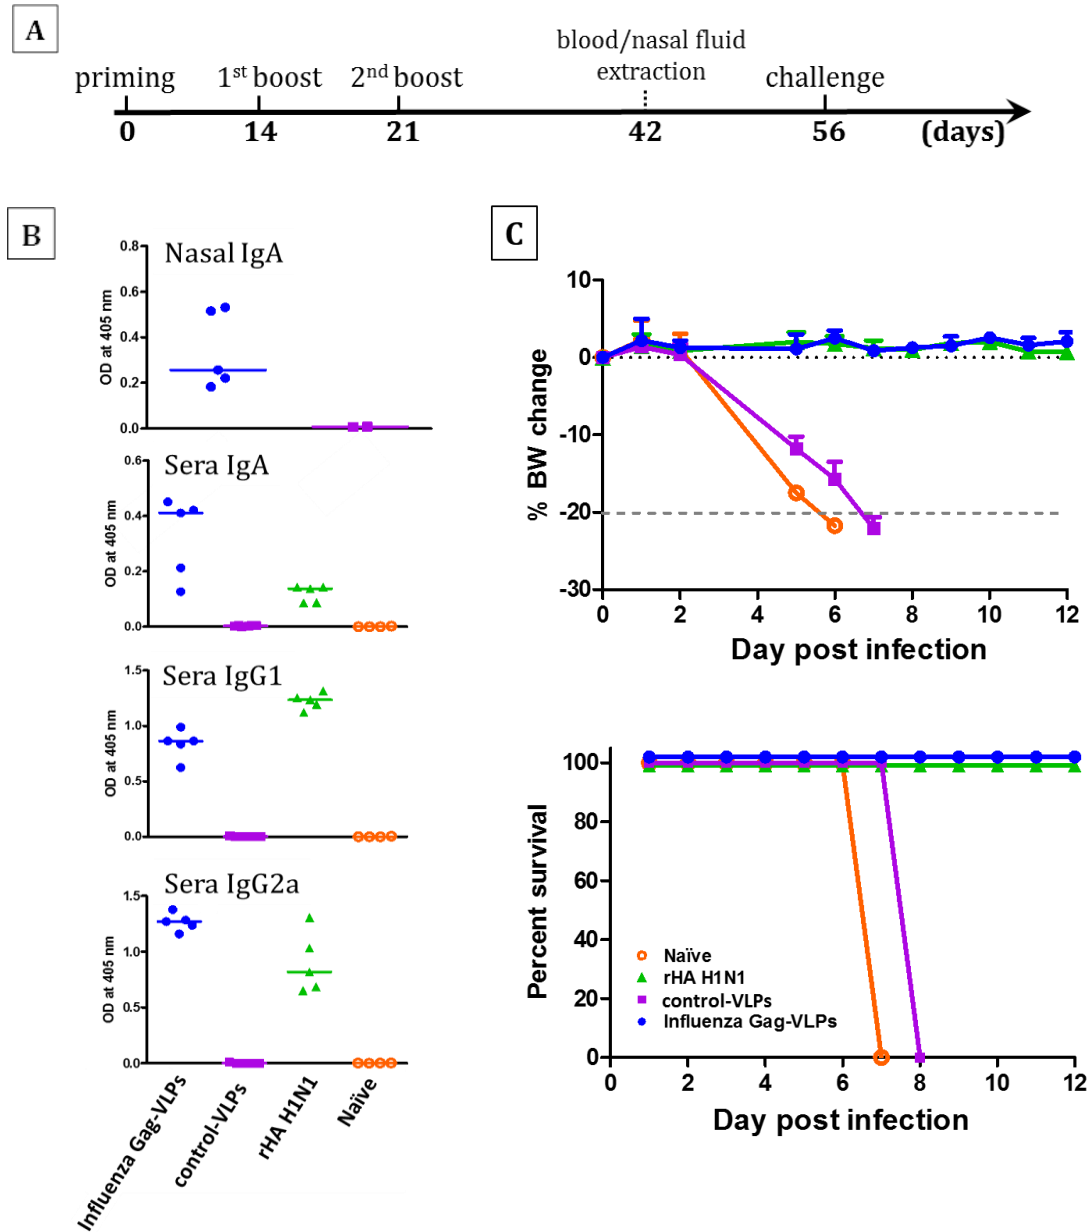 A
priming 1st boost 2nd boost blood/nasal fluid extraction challenge
0 14 21 42 56 (days)
B
Nasal IgA
OD at 405 nm
0.8
0.6
0.4
0.2
0.0
Sera IgA
OD at 405 nm
0.6
0.4
0.2
0.0
Sera IgG1
OD at 405 nm
1.5
1.0
0.5
0.0
Sera IgG2a
OD at 405 nm
1.5
1.0
0.5
0.0
Influenza Gag-VLPs
control-VLPs
rHA H1N1
Naïve
C
% BW change
10
0
-10
-20
-30
0 2 4 6 8 10 12
Day post infection
Percent survival
100
80
60
40
20
0
Naïve
rHA H1N1
control-VLPs
Influenza Gag-VLPs
0 2 4 6 8 10 12
Day post infection